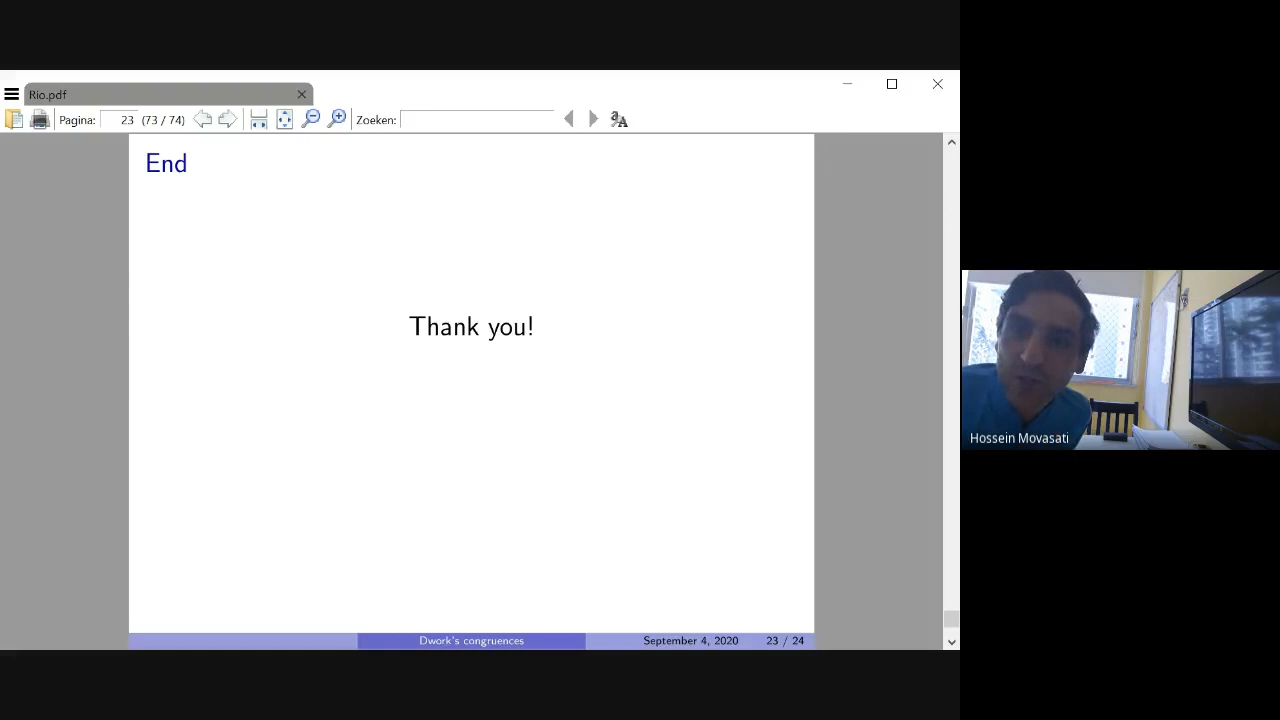 Rio.pdf
Pagina: 23 (73 / 74) Zoeken:
End
Thank you!
Hossein Movasati
Dwork's congruences September 4, 2020 23 / 24